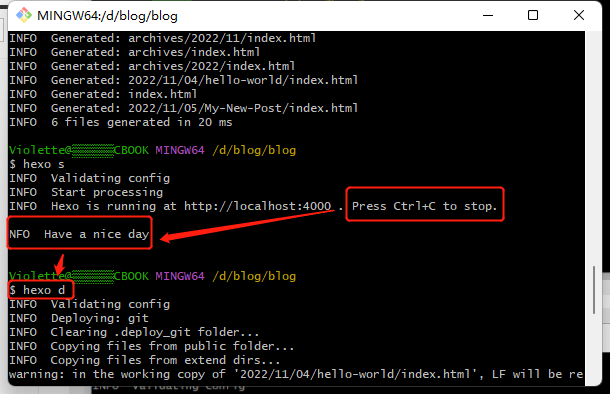 MINGW64:/d/blog/blog
INFO  Generated: archives/2022/11/index.html
INFO  Generated: archives/index.html
INFO  Generated: archives/2022/index.html
INFO  Generated: 2022/11/04/hello-world/index.html
INFO  Generated: index.html
INFO  Generated: 2022/11/05/My-New-Post/index.html
INFO  6 files generated in 20 ms
Violette@▒▒▒▒▒▒CBOOK MINGW64 /d/blog/blog
$ hexo s
INFO  Validating config
INFO  Start processing
INFO  Hexo is running at http://localhost:4000 . Press Ctrl+C to stop.
NFO  Have a nice day
Violette@▒▒▒▒▒▒CBOOK MINGW64 /d/blog/blog
$ hexo d
INFO  Validating config
INFO  Deploying: git
INFO  Clearing .deploy_git folder...
INFO  Copying files from public folder...
INFO  Copying files from extend dirs...
warning: in the working copy of '2022/11/04/hello-world/index.html', LF will be re